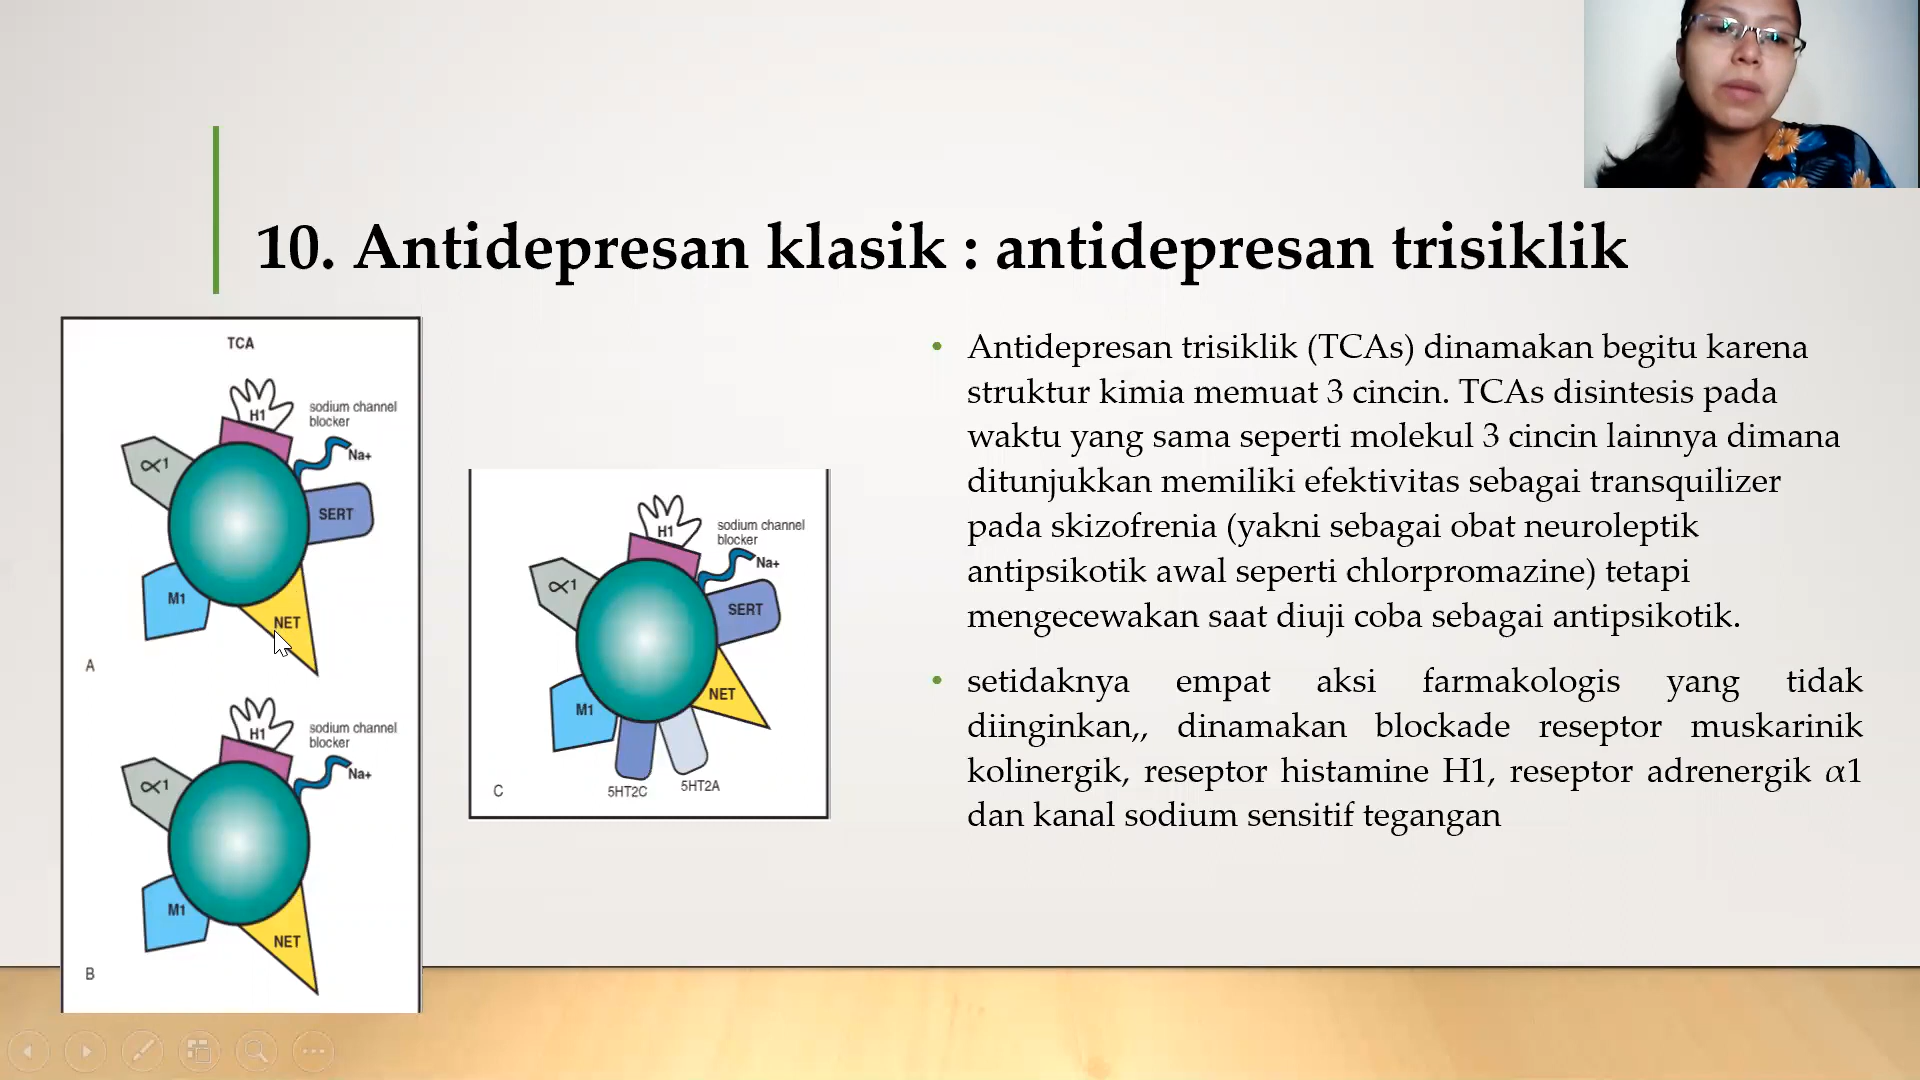 10. Antidepresan klasik : antidepresan trisiklik
TCA
H1
sodium channel
blocker
Na+
∝1
SERT
M1
NET
A
H1
sodium channel
blocker
Na+
∝1
M1
NET
B
H1
sodium channel
blocker
Na+
∝1
SERT
NET
M1
5HT2C
5HT2A
C
• Antidepresan trisiklik (TCAs) dinamakan begitu karena
struktur kimia memuat 3 cincin. TCAs disintesis pada
waktu yang sama seperti molekul 3 cincin lainnya dimana
ditunjukkan memiliki efektivitas sebagai transquilizer
pada skizofrenia (yakni sebagai obat neuroleptik
antipsikotik awal seperti chlorpromazine) tetapi
mengecewakan saat diuji coba sebagai antipsikotik.
• setidaknya empat aksi farmakologis yang tidak
diinginkan,, dinamakan blockade reseptor muskarinik
kolinergik, reseptor histamine H1, reseptor adrenergik α1
dan kanal sodium sensitif tegangan